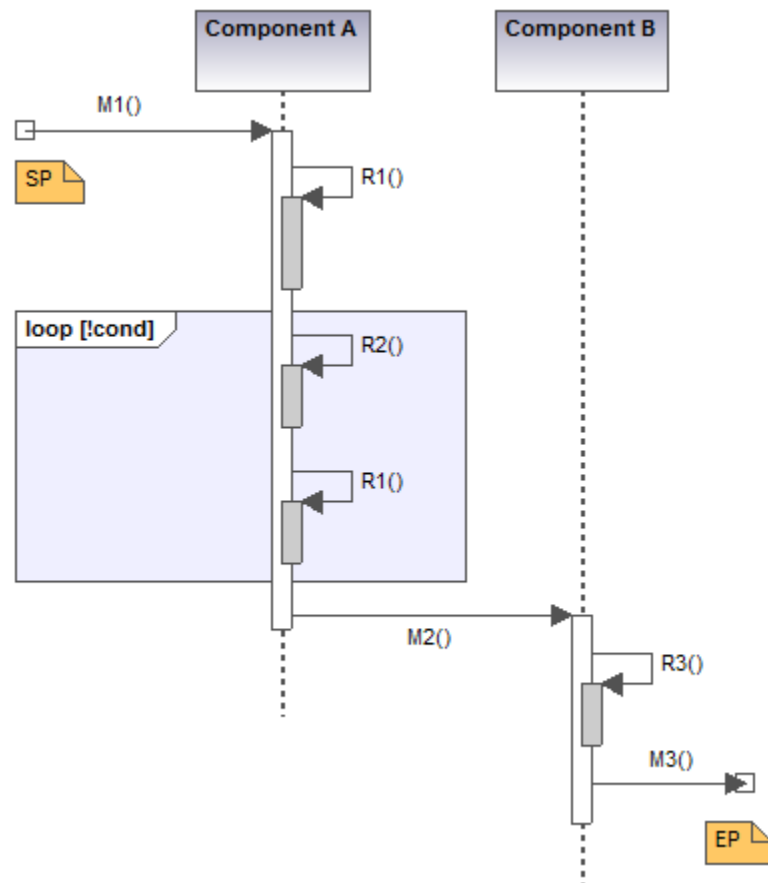 Component A
Component B
M1()
SP
R1()
loop [!cond]
R2()
R1()
M2()
R3()
M3()
EP